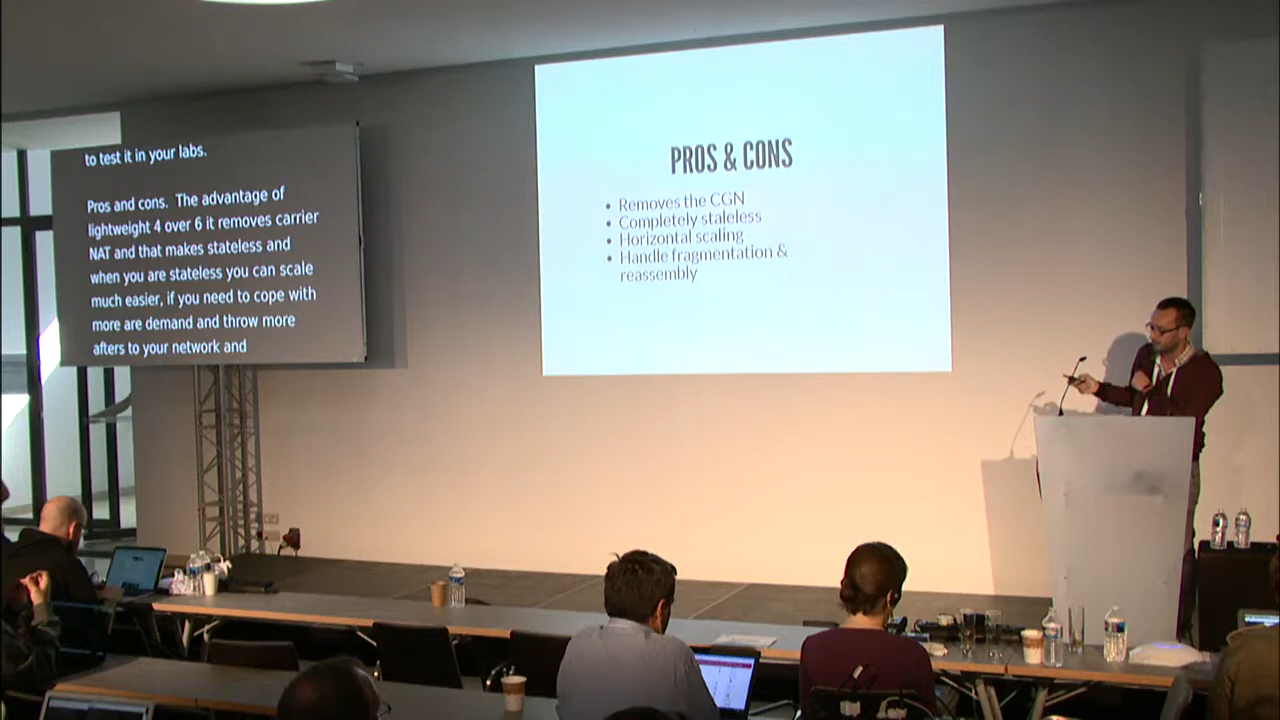 to test it in your labs.
Pros and cons. The advantage of
lightweight 4 over 6 it removes carrier
NAT and that makes stateless and
when you are stateless you can scale
much easier, if you need to cope with
more are demand and throw more
afters to your network and
PROS & CONS
• Removes the CGN
• Completely staleless
• Horizontal scaling
• Handle fragmentation &
reassembly